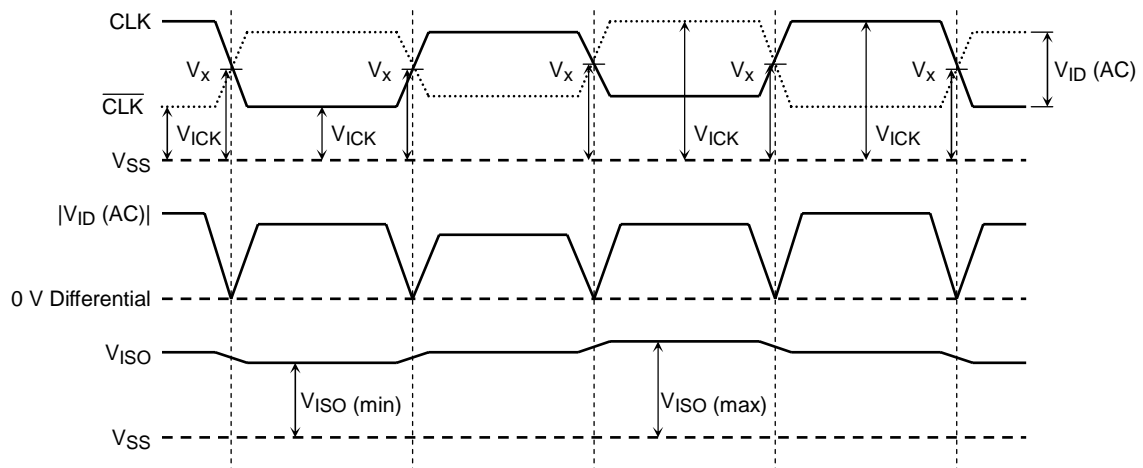 CLK
V_X V_X V_X V_X V_X
V_ID (AC)
C̅L̅K̅
V_ICK V_ICK V_ICK V_ICK
V_SS
|V_ID (AC)|
0 V Differential
V_ISO
V_ISO (min) V_ISO (max)
V_SS